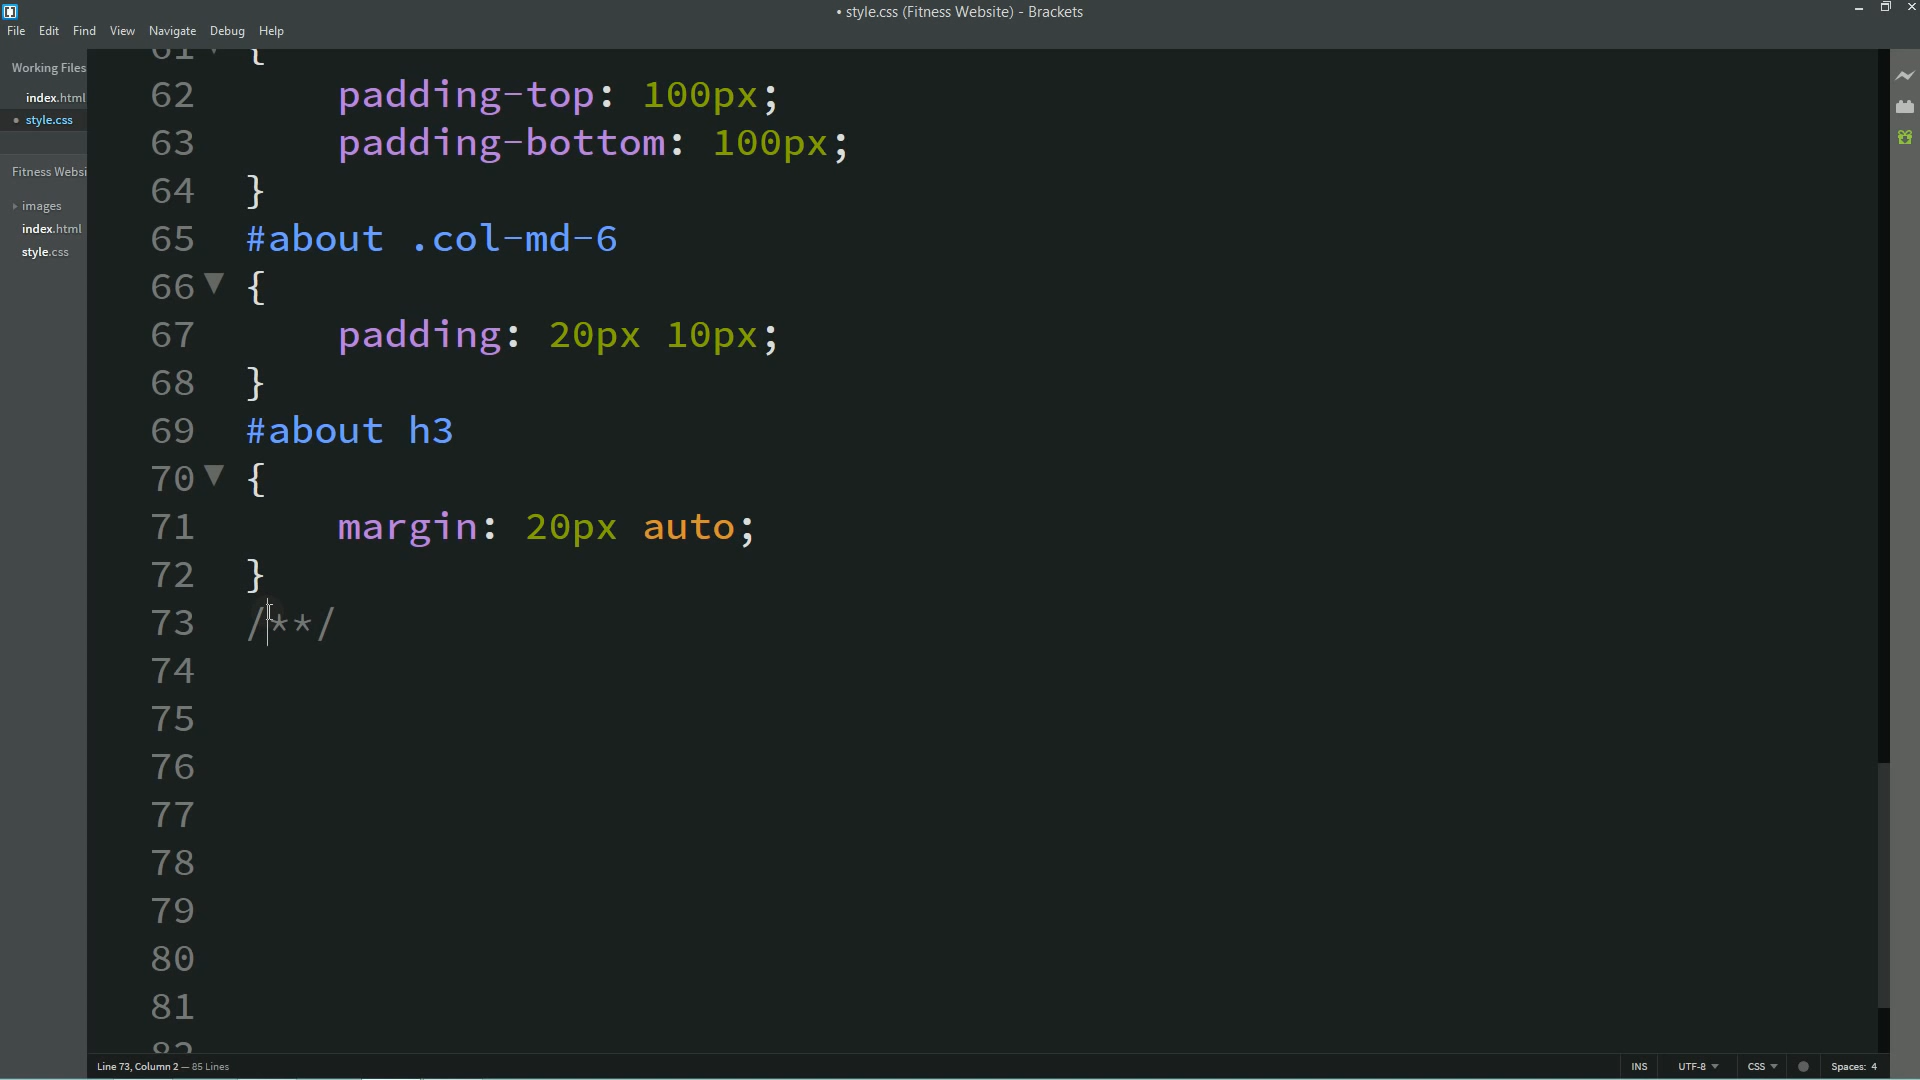 • style.css (Fitness Website) - Brackets
File Edit Find View Navigate Debug Help
Working Files
index.html
• style.css
Fitness Websi
images
index.html
style.css
61 {
62 padding-top: 100px;
63 padding-bottom: 100px;
64 }
65 #about .col-md-6
66 {
67 padding: 20px 10px;
68 }
69 #about h3
70 {
71 margin: 20px auto;
72 }
73 /**/
74
75
76
77
78
79
80
81
82
Line 73, Column 2 — 85 Lines
INS UTF-8 CSS Spaces: 4